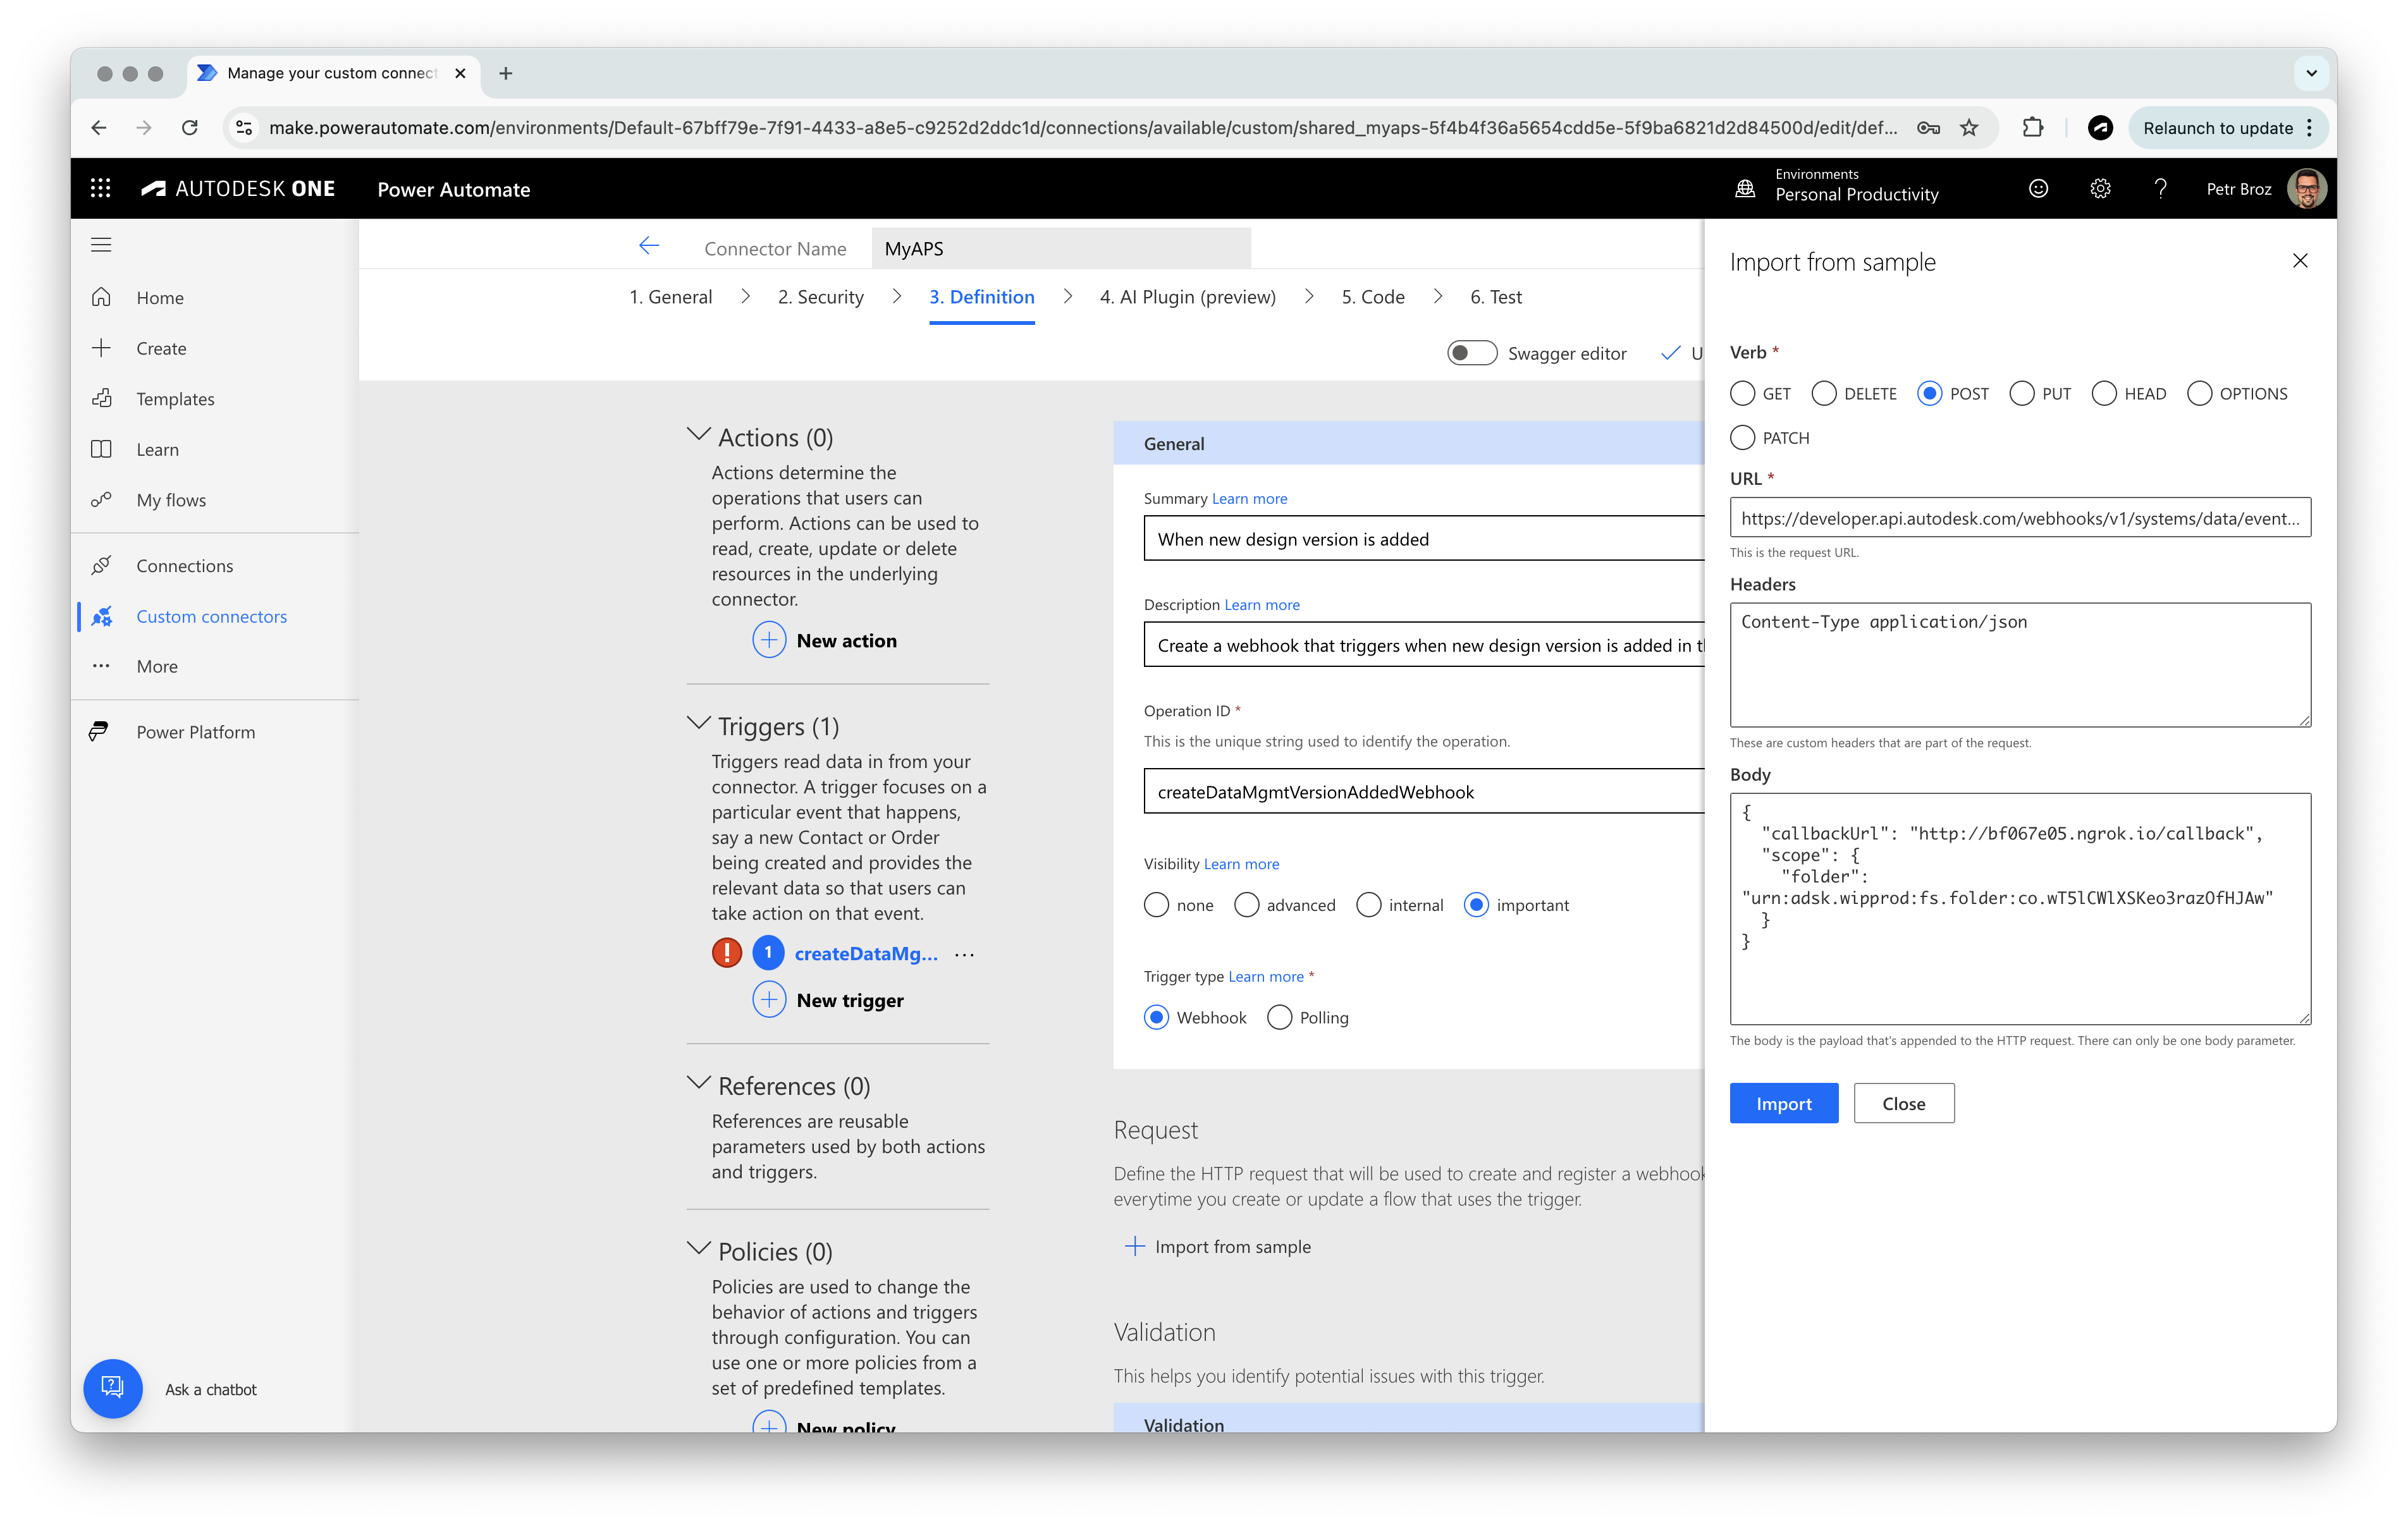 Manage your custom connect
make.powerautomate.com/environments/Default-67bff79e-7f91-4433-a8e5-c9252d2ddc1d/connections/available/custom/shared_myaps-5f4b4f36a5654cdd5e-5f9ba6821d2d84500d/edit/def...
Relaunch to update
AUTODESK ONE
Power Automate
Environments
Personal Productivity
Petr Broz
Home
Create
Templates
Learn
My flows
Connections
Custom connectors
More
Power Platform
Ask a chatbot
Connector Name
MyAPS
1. General
2. Security
3. Definition
4. AI Plugin (preview)
5. Code
6. Test
Swagger editor
U
Actions (0)
Actions determine the
operations that users can
perform. Actions can be used to
read, create, update or delete
resources in the underlying
connector.
New action
Triggers (1)
Triggers read data in from your
connector. A trigger focuses on a
particular event that happens,
say a new Contact or Order
being created and provides the
relevant data so that users can
take action on that event.
1 createDataMg... ...
New trigger
References (0)
References are reusable
parameters used by both actions
and triggers.
Policies (0)
Policies are used to change the
behavior of actions and triggers
through configuration. You can
use one or more policies from a
set of predefined templates.
New policy
General
Summary Learn more
When new design version is added
Description Learn more
Create a webhook that triggers when new design version is added in t
Operation ID *
This is the unique string used to identify the operation.
createDataMgmtVersionAddedWebhook
Visibility Learn more
none advanced internal important
Trigger type Learn more *
Webhook Polling
Request
Define the HTTP request that will be used to create and register a webhook
everytime you create or update a flow that uses the trigger.
Import from sample
Validation
This helps you identify potential issues with this trigger.
Validation
Import from sample
Verb *
GET DELETE POST PUT HEAD OPTIONS
PATCH
URL *
https://developer.api.autodesk.com/webhooks/v1/systems/data/event...
This is the request URL.
Headers
Content-Type application/json
These are custom headers that are part of the request.
Body
{
"callbackUrl": "http://bf067e05.ngrok.io/callback",
"scope": {
"folder":
"urn:adsk.wipprod:fs.folder:co.wT5lCWlXSKeo3razOfHJAw"
}
}
The body is the payload that's appended to the HTTP request. There can only be one body parameter.
Import
Close